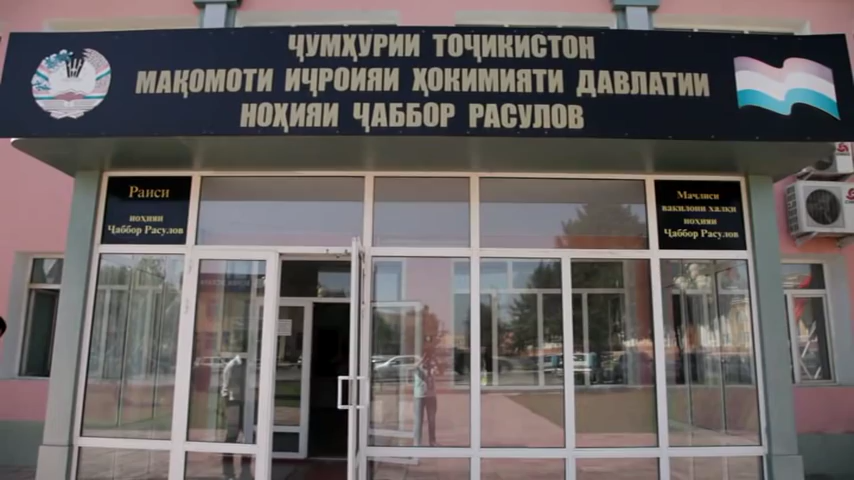 ҶУМҲУРИИ ТОҶИКИСТОН
МАҚОМОТИ ИҶРОИЯИ ҲОКИМИЯТИ ДАВЛАТИИ
НОҲИЯИ ҶАББОР РАСУЛОВ
Раиси
ноҳияи
Ҷаббор Расулов
Маҷлиси
вакилони халқи
ноҳияи
Ҷаббор Расулов